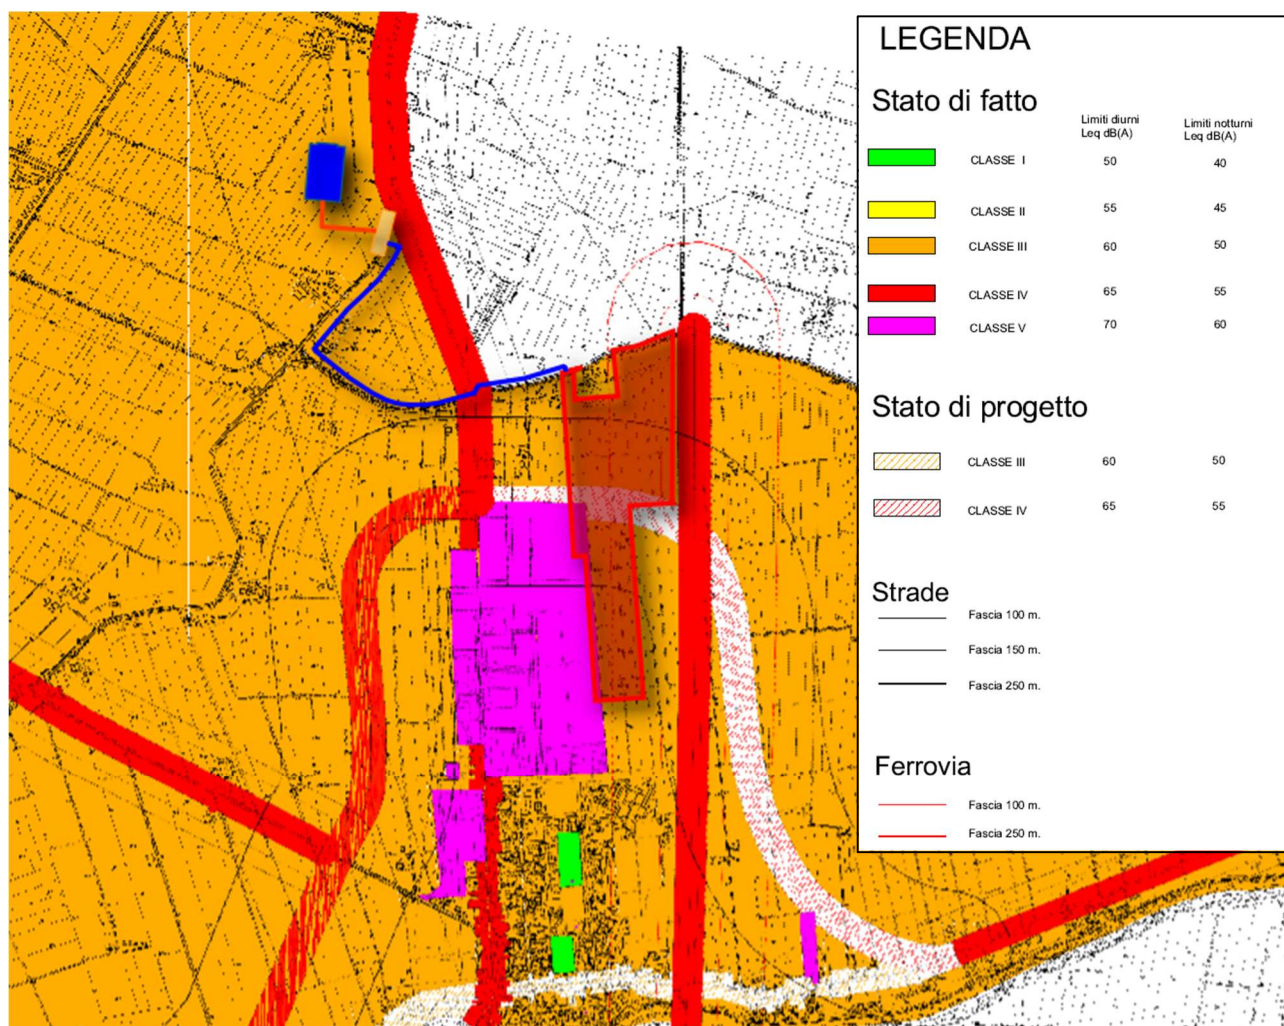 LEGENDA
Stato di fatto
Limiti diurni
Leq dB(A)
Limiti notturni
Leq dB(A)
CLASSE I 50 40
CLASSE II 55 45
CLASSE III 60 50
CLASSE IV 65 55
CLASSE V 70 60
Stato di progetto
CLASSE III 60 50
CLASSE IV 65 55
Strade
Fascia 100 m.
Fascia 150 m.
Fascia 250 m.
Ferrovia
Fascia 100 m.
Fascia 250 m.